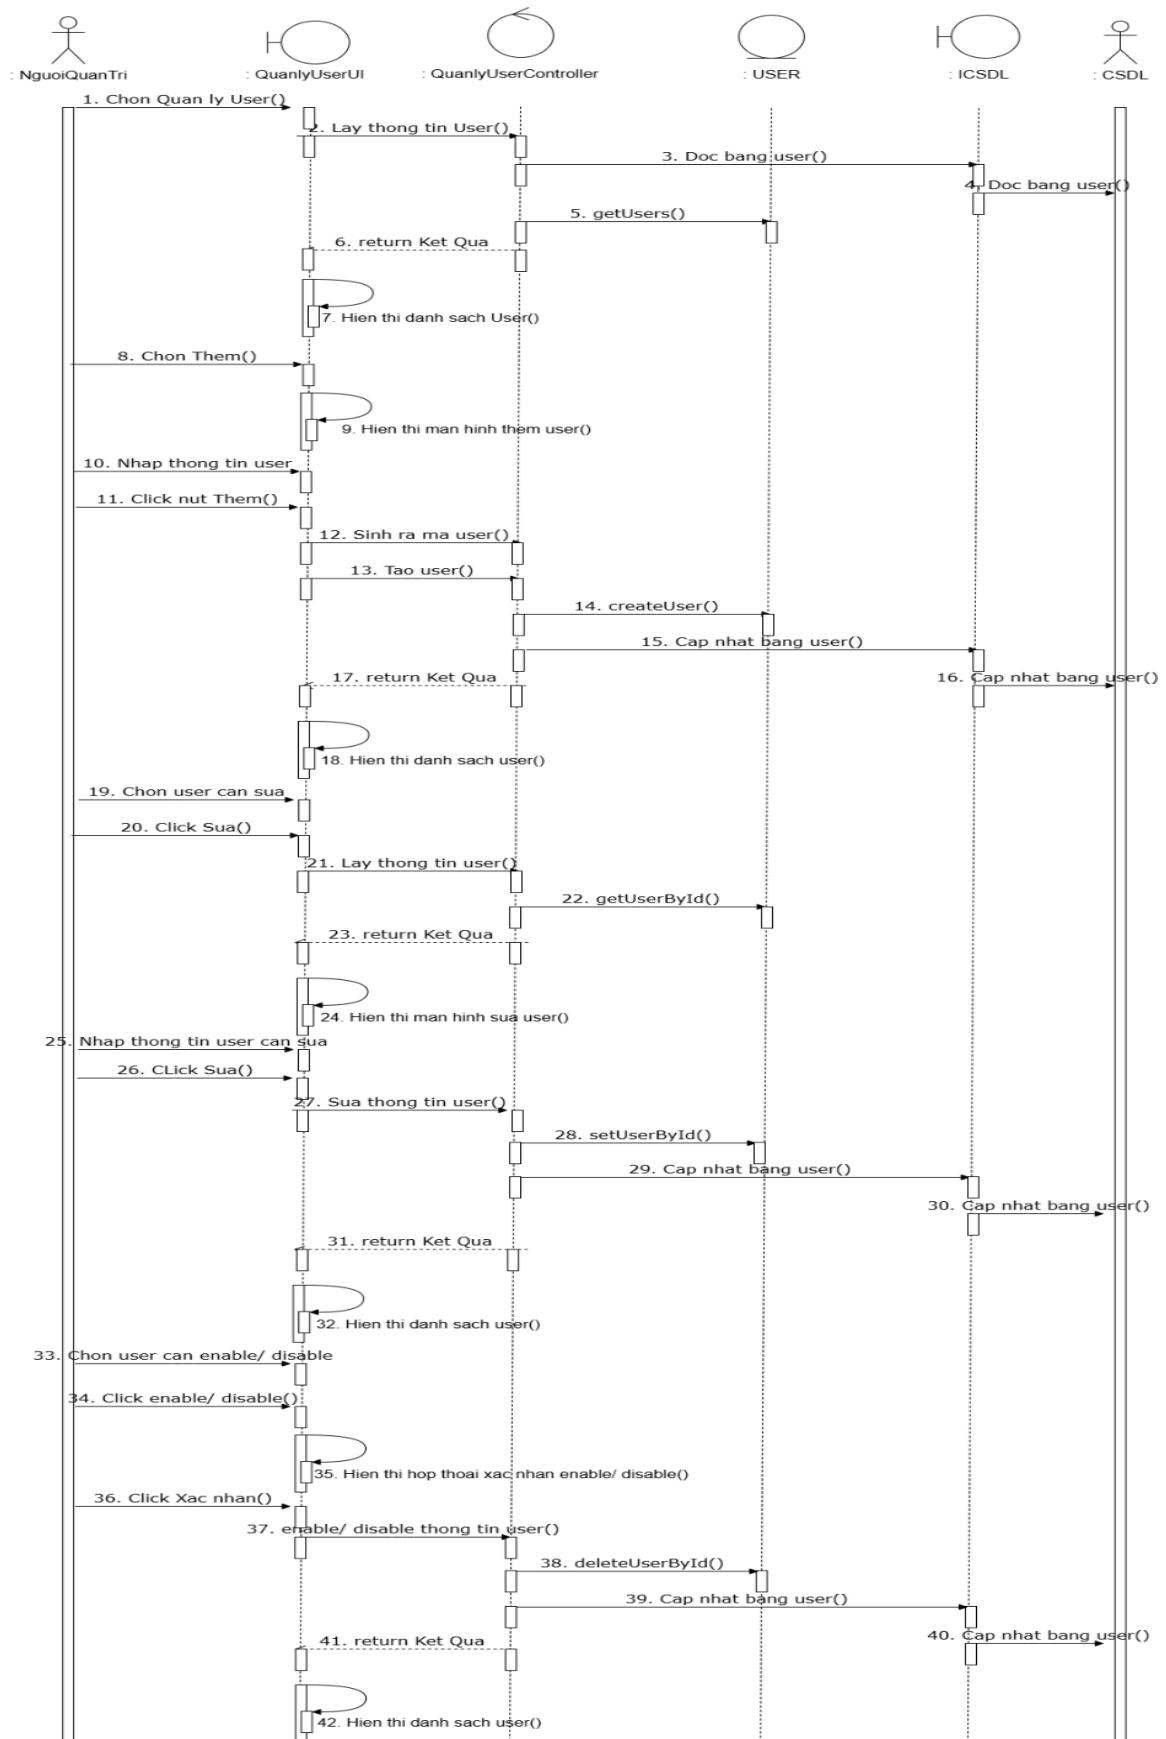 : NguoiQuanTri
: QuanlyUserUI
: QuanlyUserController
: USER
: ICSDL
: CSDL
1. Chon Quan ly User()
2. Lay thong tin User()
3. Doc bang user()
4. Doc bang user()
5. getUsers()
6. return Ket Qua
7. Hien thi danh sach User()
8. Chon Them()
9. Hien thi man hinh them user()
10. Nhap thong tin user
11. Click nut Them()
12. Sinh ra ma user()
13. Tao user()
14. createUser()
15. Cap nhat bang user()
17. return Ket Qua
16. Cap nhat bang user()
18. Hien thi danh sach user()
19. Chon user can sua
20. Click Sua()
21. Lay thong tin user()
22. getUserById()
23. return Ket Qua
24. Hien thi man hinh sua user()
25. Nhap thong tin user can sua
26. CLick Sua()
27. Sua thong tin user()
28. setUserById()
29. Cap nhat bang user()
30. Cap nhat bang user()
31. return Ket Qua
32. Hien thi danh sach user()
33. Chon user can enable/ disable
34. Click enable/ disable()
35. Hien thi hop thoai xac nhan enable/ disable()
36. Click Xac nhan()
37. enable/ disable thong tin user()
38. deleteUserById()
39. Cap nhat bang user()
41. return Ket Qua
40. Cap nhat bang user()
42. Hien thi danh sach user()